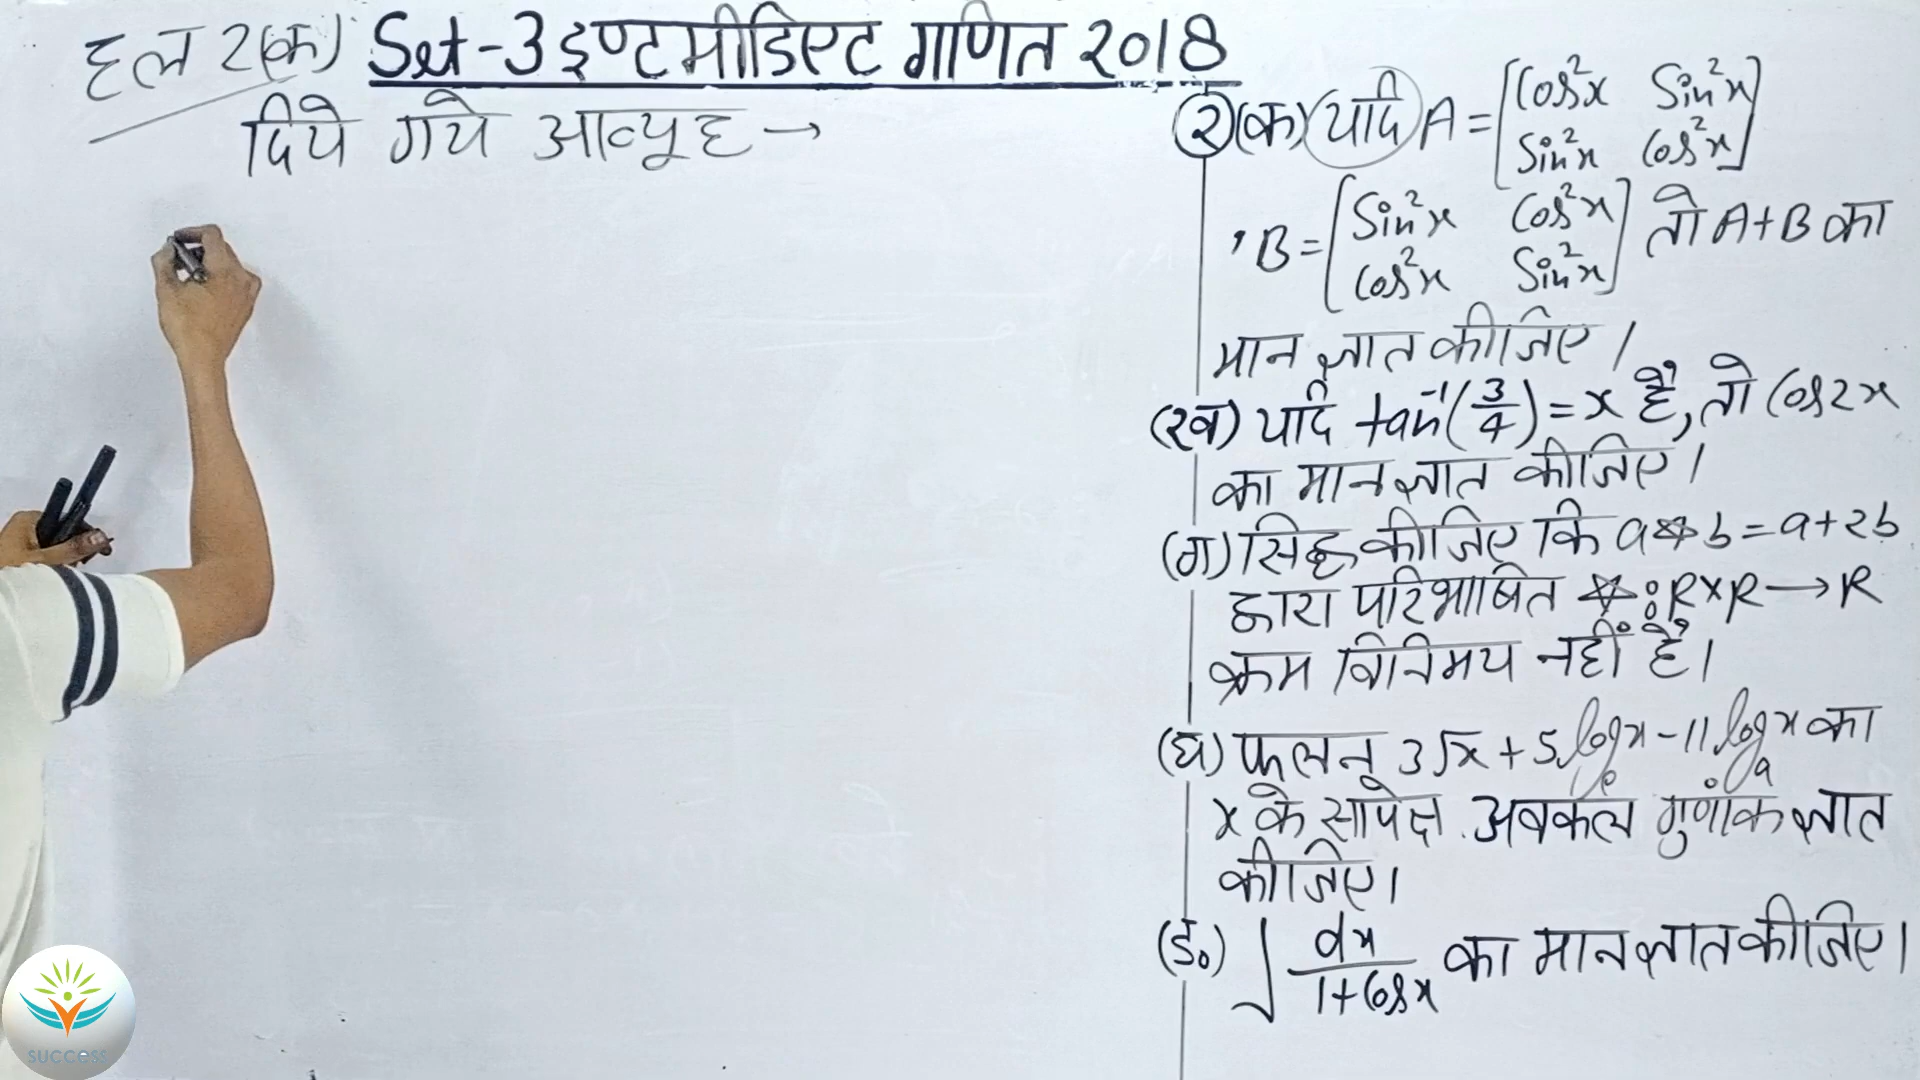 हल 2(क) Set-3 इण्टमीडिएट गणित 2018
दिये गये आव्यूह →
2 (क) यदि A = [cos²x sin²x
sin²x cos²x]
, B = [sin²x cos²x
cos²x sin²x] तो A+B का
मान ज्ञात कीजिए।
(ख) यदि tan⁻¹(3/4) = x है, तो cos2x
का मान ज्ञात कीजिए।
(ग) सिद्ध कीजिए कि a*b = a+2b
द्वारा परिभाषित * : R×R → R
क्रम विनिमय नहीं है।
(घ) फलन 3√x + 5 logₑx - 11 logₐx का
x के सापेक्ष अवकल गुणांक ज्ञात
कीजिए।
(ड.) ∫ dx/(1+cosx) का मान ज्ञात कीजिए।
success